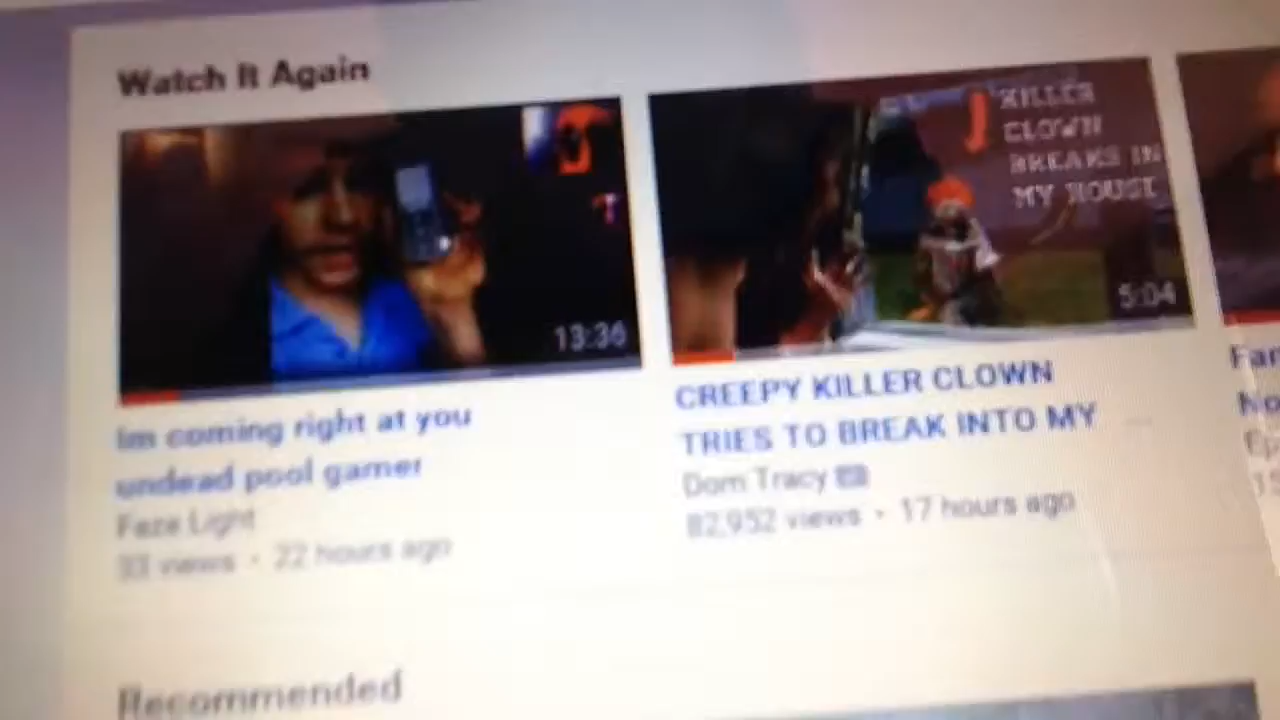 Watch It Again
13:36
KILLER
CLOWN
BREAKS IN
MY HOUSE
5:04
Im coming right at you
undead pool gamer
Faze Light
33 views · 22 hours ago
CREEPY KILLER CLOWN
TRIES TO BREAK INTO MY
Dom Tracy
82,952 views · 17 hours ago
Recommended